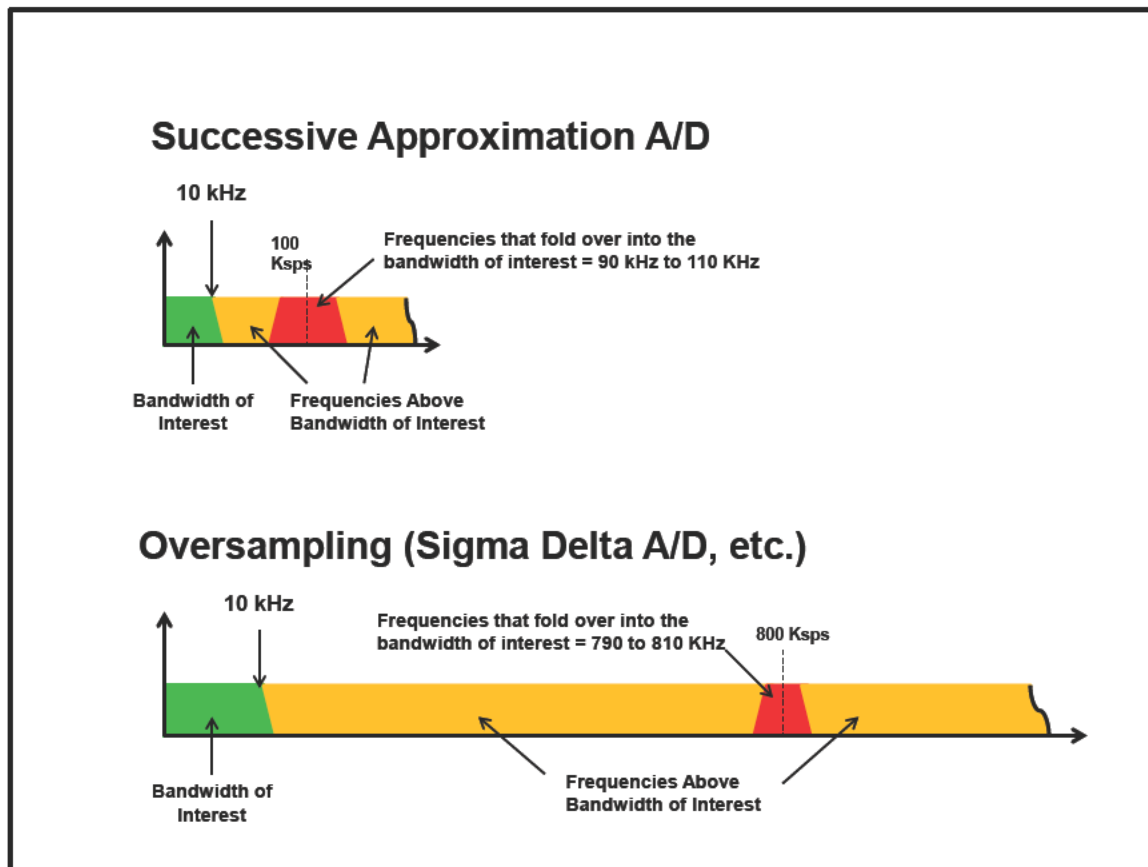 Successive Approximation A/D
10 kHz
100
Ksps
Frequencies that fold over into the
bandwidth of interest = 90 kHz to 110 KHz
Bandwidth of
Interest
Frequencies Above
Bandwidth of Interest
Oversampling (Sigma Delta A/D, etc.)
10 kHz
Frequencies that fold over into the
bandwidth of interest = 790 to 810 KHz
800 Ksps
Bandwidth of
Interest
Frequencies Above
Bandwidth of Interest